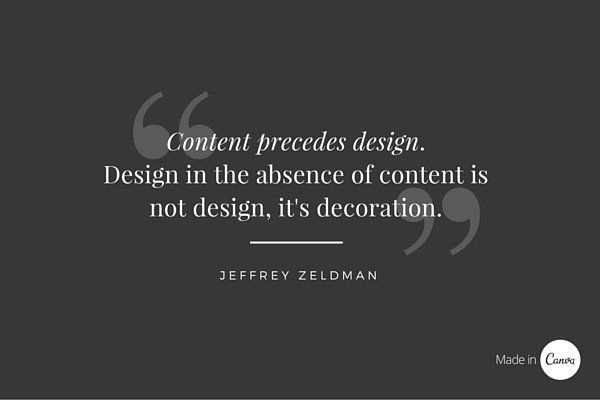 Content precedes design.
Design in the absence of content is
not design, it's decoration.
JEFFREY ZELDMAN
Made in Canva